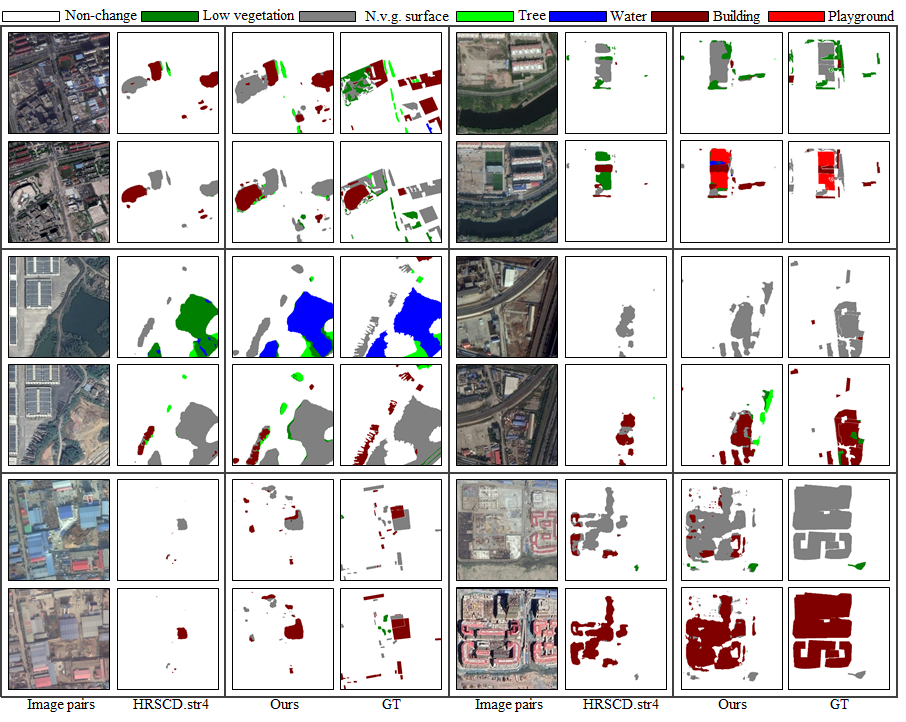 Non-change Low vegetation N.v.g. surface Tree Water Building Playground
Image pairs HRSCD.str4 Ours GT Image pairs HRSCD.str4 Ours GT